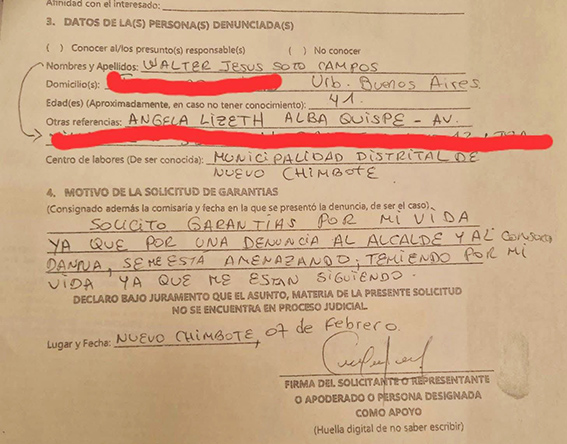 Afinidad con el interesado:
3. DATOS DE LA(S) PERSONA(S) DENUNCIADA(S)
( ) Conocer al/los presunto(s) responsable(s) ( ) No conocer
Nombres y Apellidos: WALTER JESUS SOTO CAMPOS
Domicilio(s): Urb. Buenos Aires.
Edad(es) (Aproximadamente, en caso no tener conocimiento): 41.
Otras referencias: ANGELA LIZETH ALBA QUISPE - AV.
Centro de labores (De ser conocida): MUNICIPALIDAD DISTRITAL DE
NUEVO CHIMBOTE
4. MOTIVO DE LA SOLICITUD DE GARANTIAS
(Consignado además la comisaria y fecha en la que se presentó la denuncia, de ser el caso)
SOLICITO GARANTÍAS POR MI VIDA
YA QUE POR UNA DENUNCIA AL ALCALDE Y AL
DANNA, SE ME ESTA AMENAZANDO; TEMIENDO POR MI
VIDA YA QUE ME ESTAN SIGUIENDO.
DECLARO BAJO JURAMENTO QUE EL ASUNTO, MATERIA DE LA PRESENTE SOLICITUD
NO SE ENCUENTRA EN PROCESO JUDICIAL
Lugar y Fecha: NUEVO CHIMBOTE, 07 de Febrero.
FIRMA DEL SOLICITANTE O REPRESENTANTE
O APODERADO O PERSONA DESIGNADA
COMO APOYO
(Huella digital de no saber escribir)